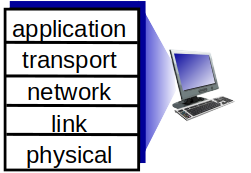 application
transport
network
link
physical